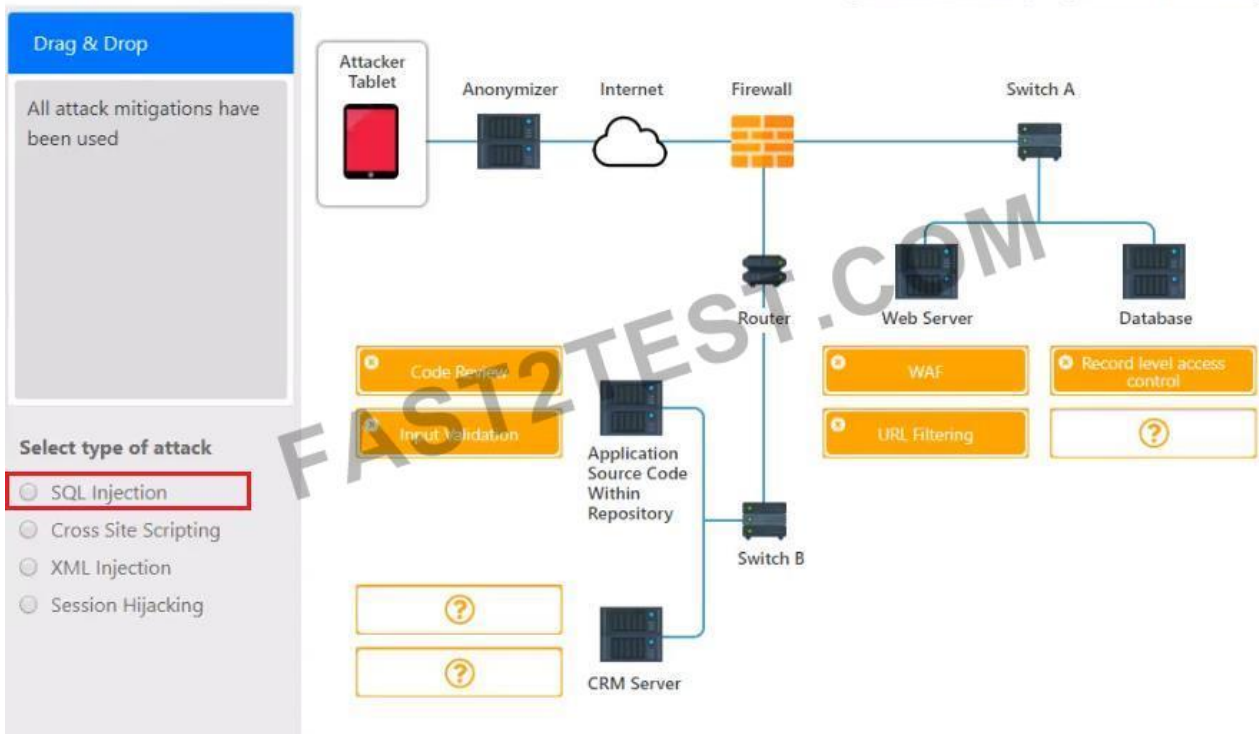 Drag & Drop
All attack mitigations have
been used
Select type of attack
SQL Injection
Cross Site Scripting
XML Injection
Session Hijacking
Attacker
Tablet
Anonymizer
Internet
Firewall
Switch A
Router
Web Server
Database
Code Review
Input Validation
WAF
URL Filtering
Record level access
control
?
Application
Source Code
Within
Repository
Switch B
?
?
CRM Server
FAST2TEST.COM